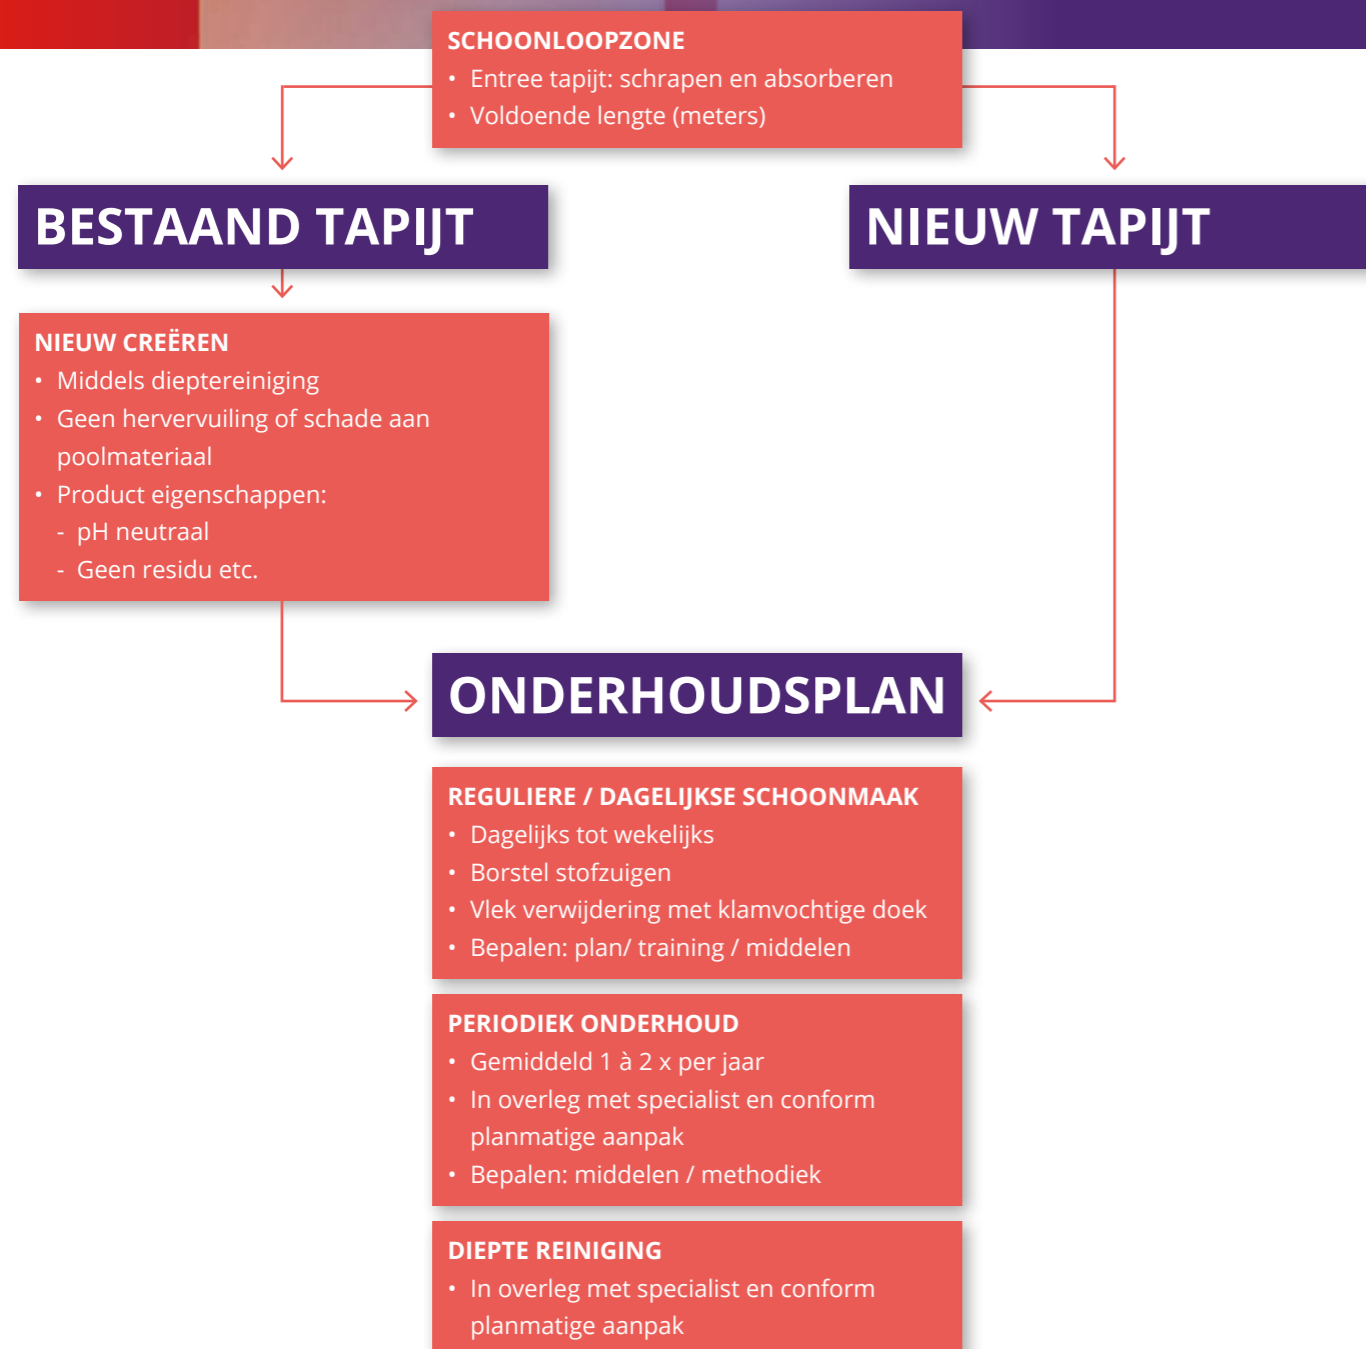 SCHOONLOOPZONE
• Entree tapijt: schrapen en absorberen
• Voldoende lengte (meters)
BESTAAND TAPIJT
NIEUW TAPIJT
NIEUW CREËREN
• Middels dieptereiniging
• Geen hervervuiling of schade aan
poolmateriaal
• Product eigenschappen:
- pH neutraal
- Geen residu etc.
ONDERHOUDSPLAN
REGULIERE / DAGELIJKSE SCHOONMAAK
• Dagelijks tot wekelijks
• Borstel stofzuigen
• Vlek verwijdering met klamvochtige doek
• Bepalen: plan/ training / middelen
PERIODIEK ONDERHOUD
• Gemiddeld 1 à 2 x per jaar
• In overleg met specialist en conform
planmatige aanpak
• Bepalen: middelen / methodiek
DIEPTE REINIGING
• In overleg met specialist en conform
planmatige aanpak